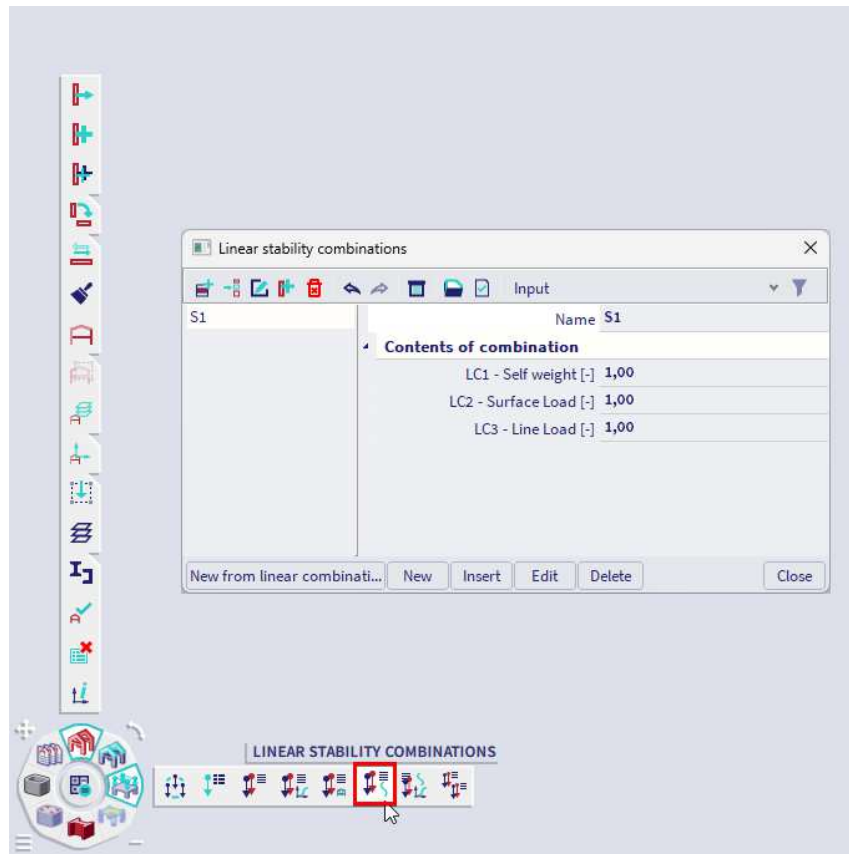 Linear stability combinations
Input
S1
Name S1
Contents of combination
LC1 - Self weight [-] 1,00
LC2 - Surface Load [-] 1,00
LC3 - Line Load [-] 1,00
New from linear combinati... New Insert Edit Delete Close
LINEAR STABILITY COMBINATIONS